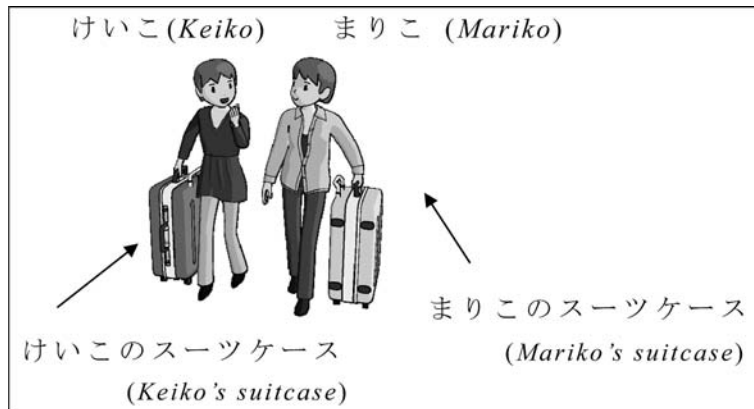 けいこ(Keiko) まりこ (Mariko)
まりこのスーツケース
(Mariko's suitcase)
けいこのスーツケース
(Keiko's suitcase)